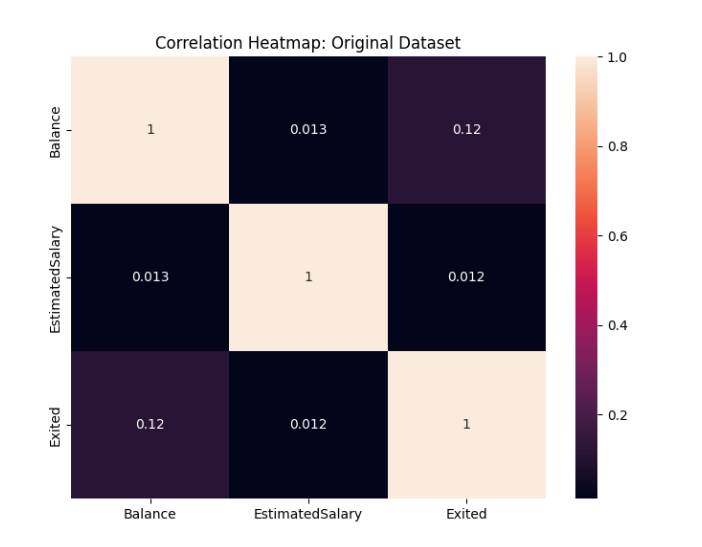 Correlation Heatmap: Original Dataset
Balance
1
0.013
0.12
EstimatedSalary
0.013
1
0.012
Exited
0.12
0.012
1
Balance
EstimatedSalary
Exited
1.0
0.8
0.6
0.4
0.2